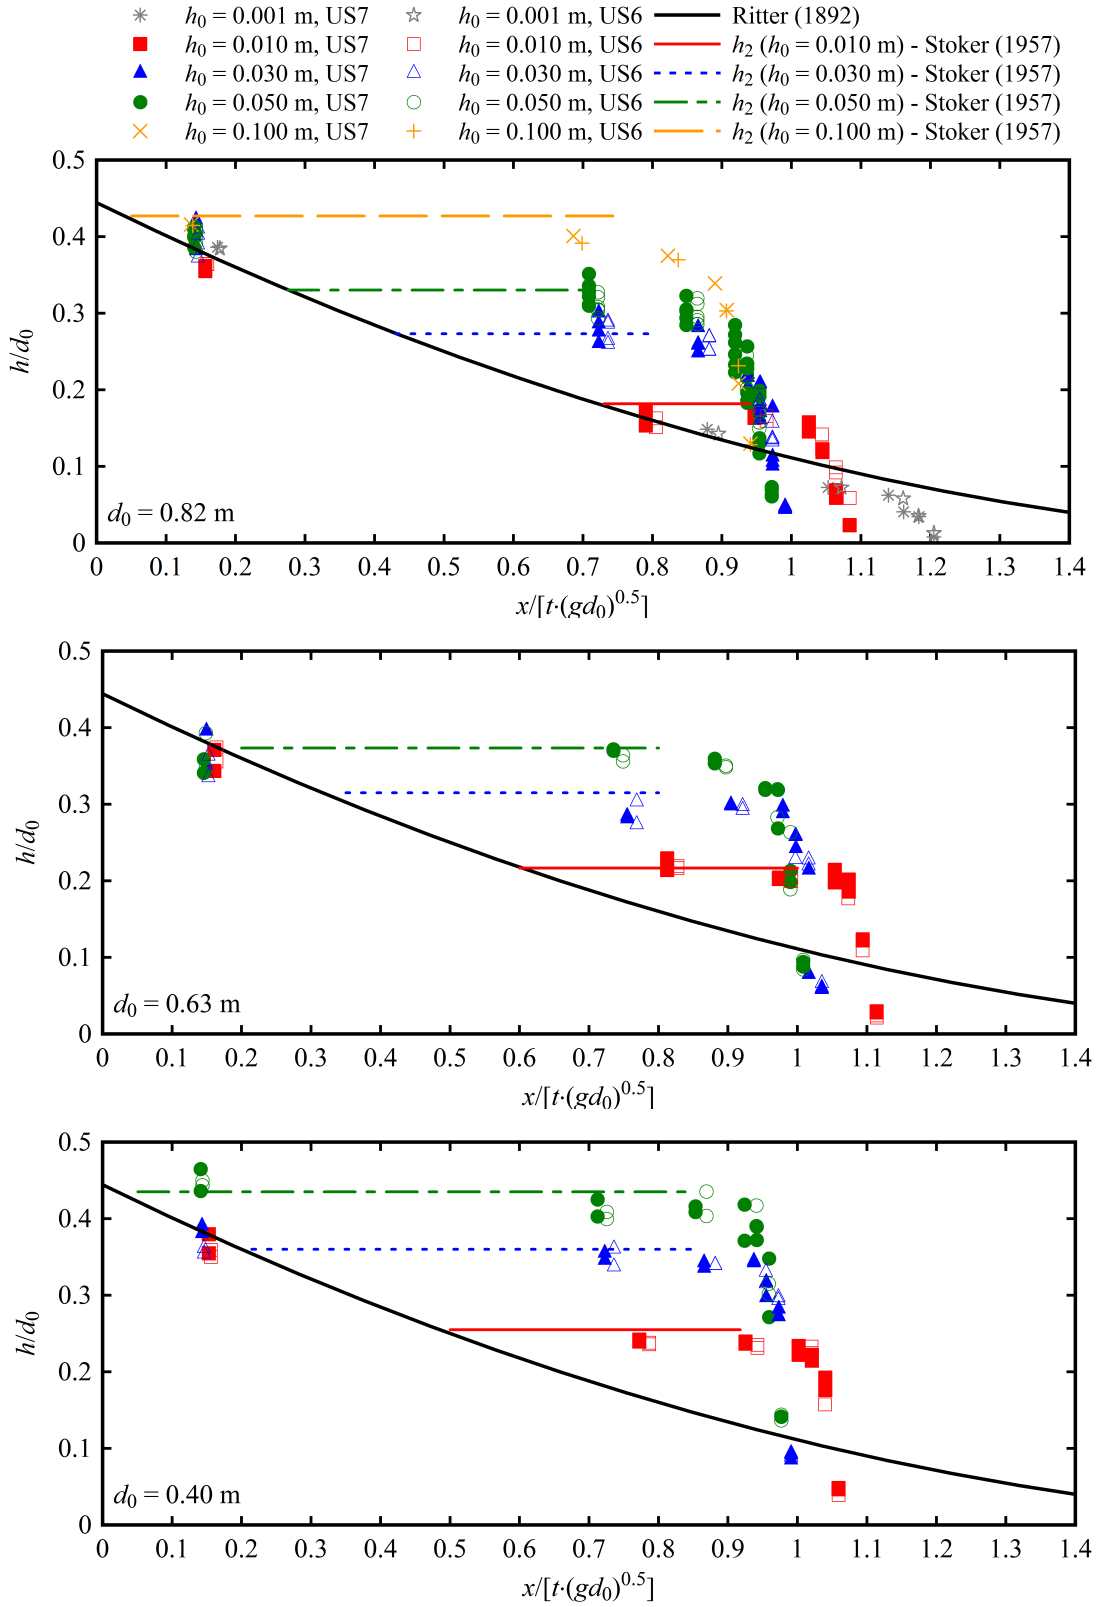 h0 = 0.001 m, US7 h0 = 0.001 m, US6 Ritter (1892)
h0 = 0.010 m, US7 h0 = 0.010 m, US6 h2 (h0 = 0.010 m) - Stoker (1957)
h0 = 0.030 m, US7 h0 = 0.030 m, US6 h2 (h0 = 0.030 m) - Stoker (1957)
h0 = 0.050 m, US7 h0 = 0.050 m, US6 h2 (h0 = 0.050 m) - Stoker (1957)
h0 = 0.100 m, US7 h0 = 0.100 m, US6 h2 (h0 = 0.100 m) - Stoker (1957)
0.5
0.4
0.3
h/d0
0.2
0.1
d0 = 0.82 m
0
0 0.1 0.2 0.3 0.4 0.5 0.6 0.7 0.8 0.9 1 1.1 1.2 1.3 1.4
x/[t·(gd0)^0.5]
0.5
0.4
0.3
h/d0
0.2
0.1
d0 = 0.63 m
0
0 0.1 0.2 0.3 0.4 0.5 0.6 0.7 0.8 0.9 1 1.1 1.2 1.3 1.4
x/[t·(gd0)^0.5]
0.5
0.4
0.3
h/d0
0.2
0.1
d0 = 0.40 m
0
0 0.1 0.2 0.3 0.4 0.5 0.6 0.7 0.8 0.9 1 1.1 1.2 1.3 1.4
x/[t·(gd0)^0.5]